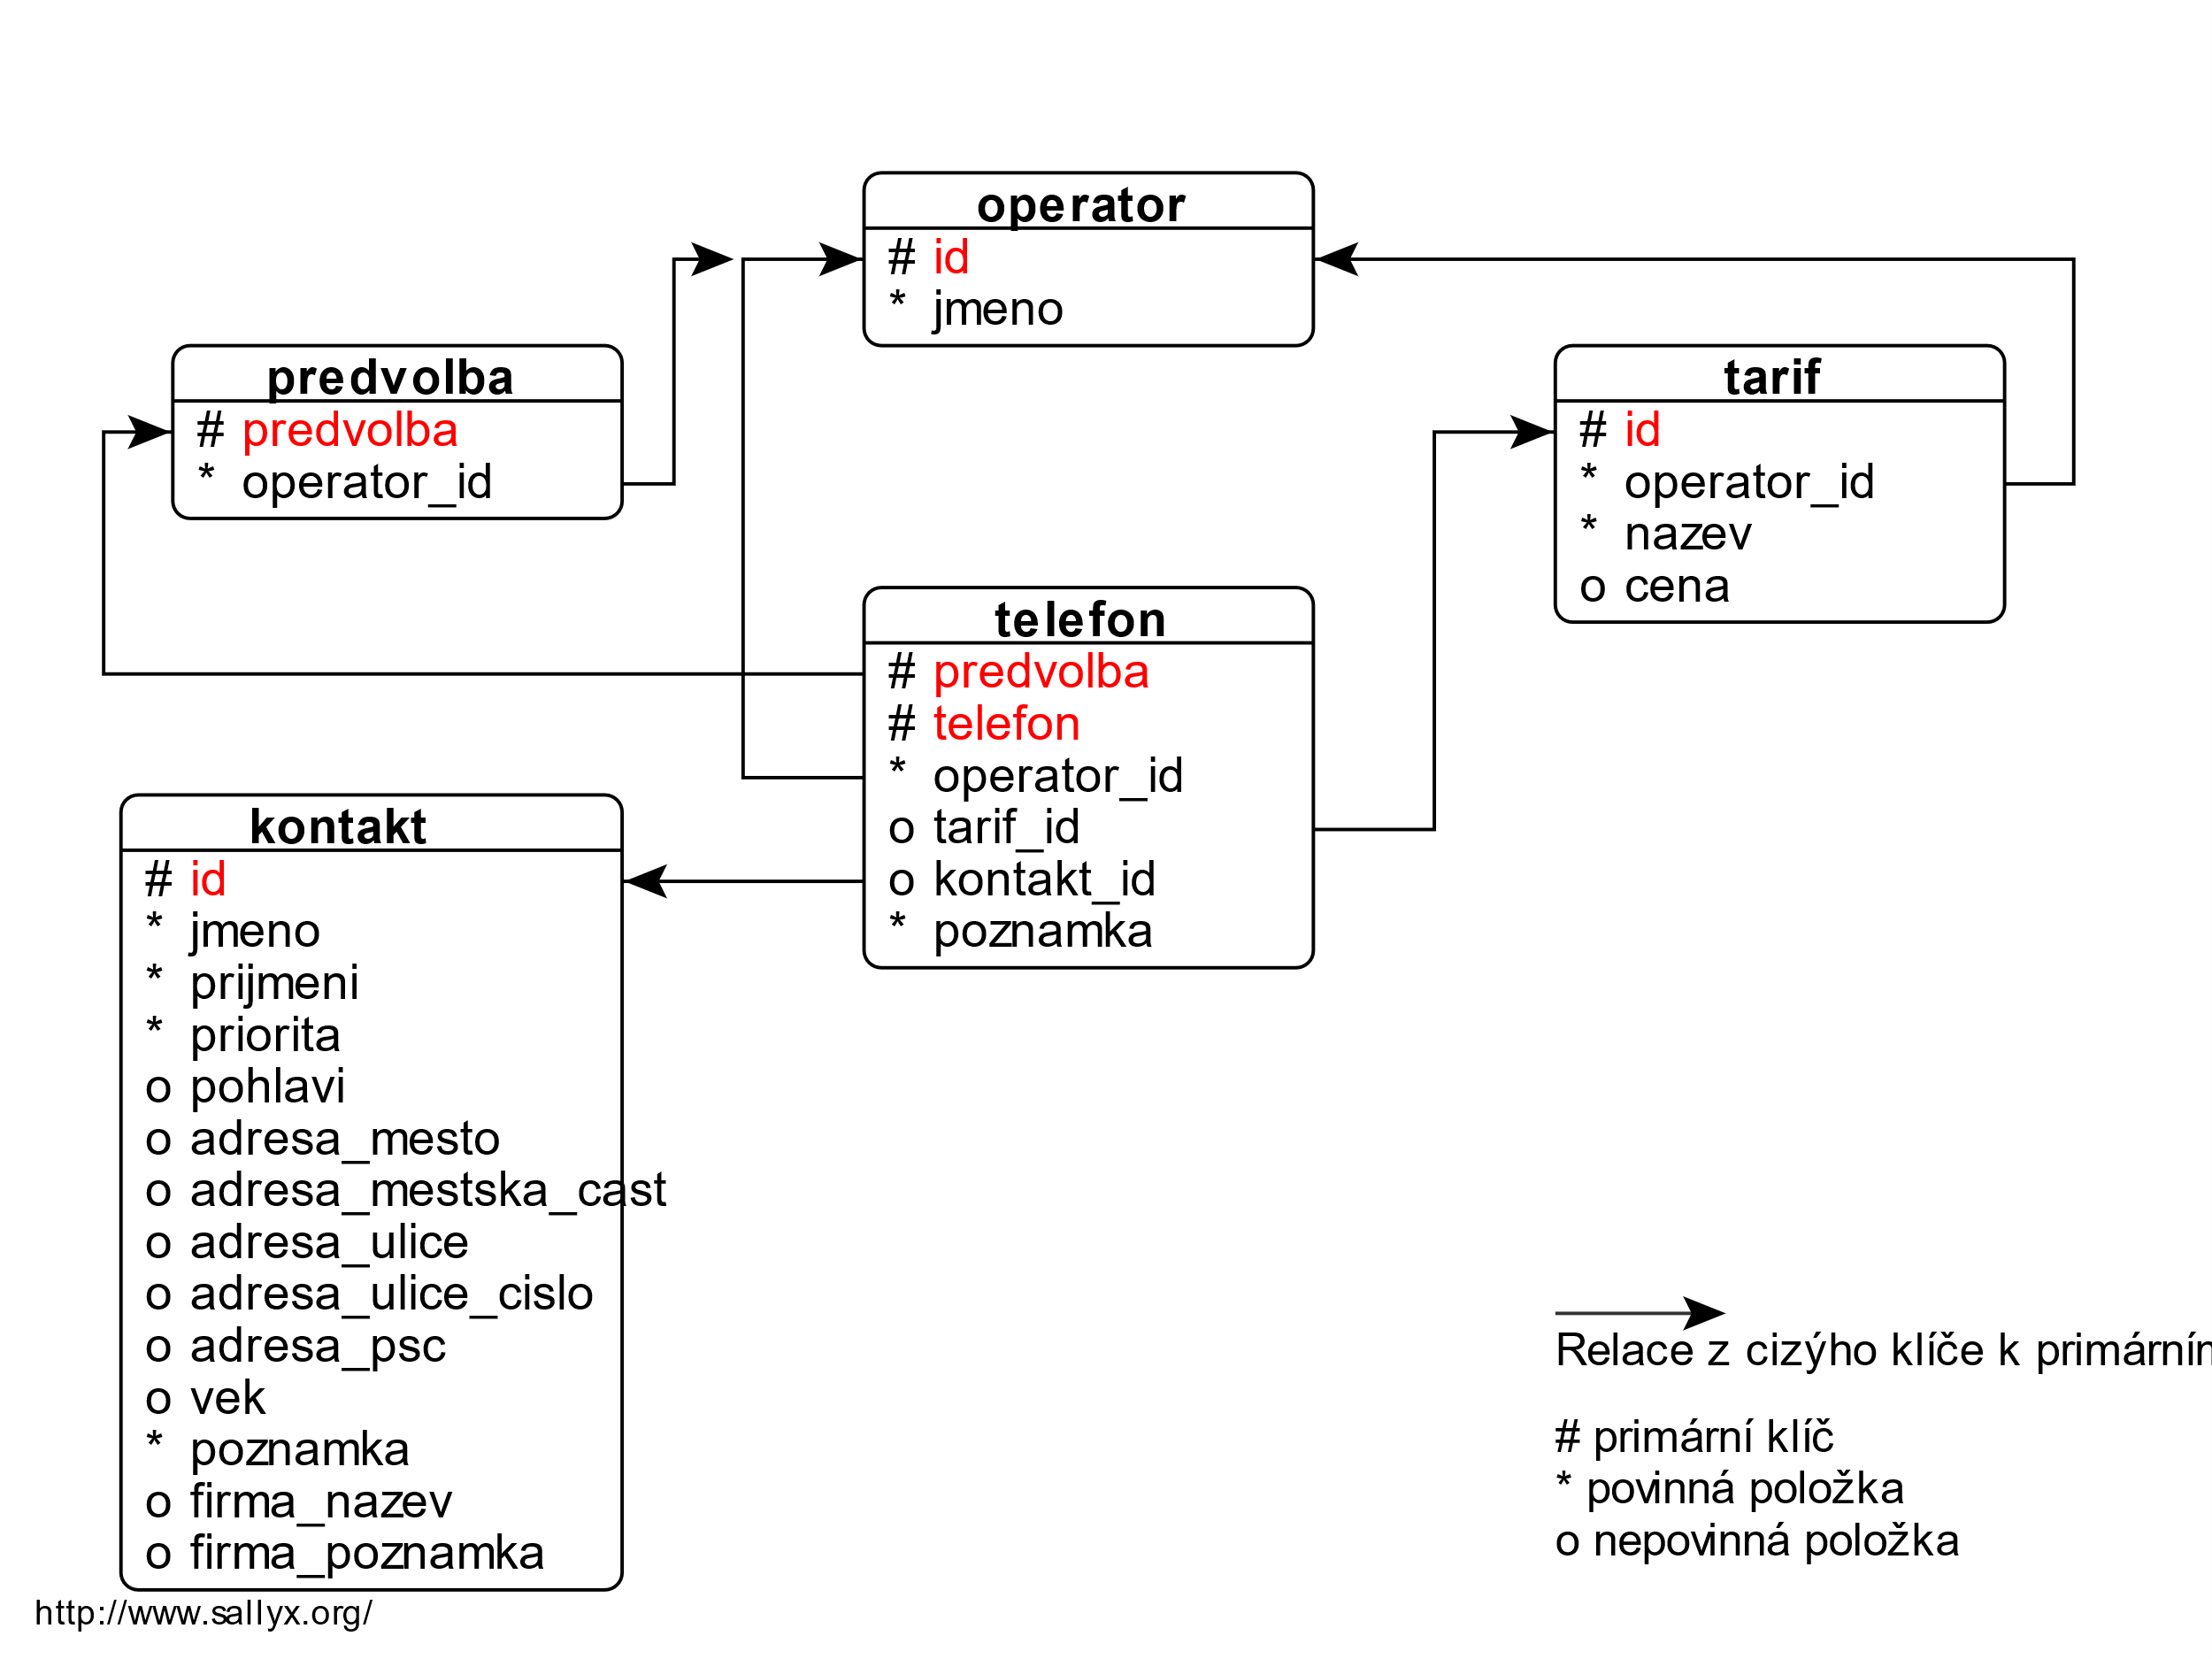 operator
# id
* jmeno
predvolba
# predvolba
* operator_id
tarif
# id
* operator_id
* nazev
o cena
telefon
# predvolba
# telefon
* operator_id
o tarif_id
o kontakt_id
* poznamka
kontakt
# id
* jmeno
* prijmeni
* priorita
o pohlavi
o adresa_mesto
o adresa_mestska_cast
o adresa_ulice
o adresa_ulice_cislo
o adresa_psc
o vek
* poznamka
o firma_nazev
o firma_poznamka
Relace z cizýho klíče k
# primární klíč
* povinná položka
o nepovinná položka
http://www.sallyx.org/